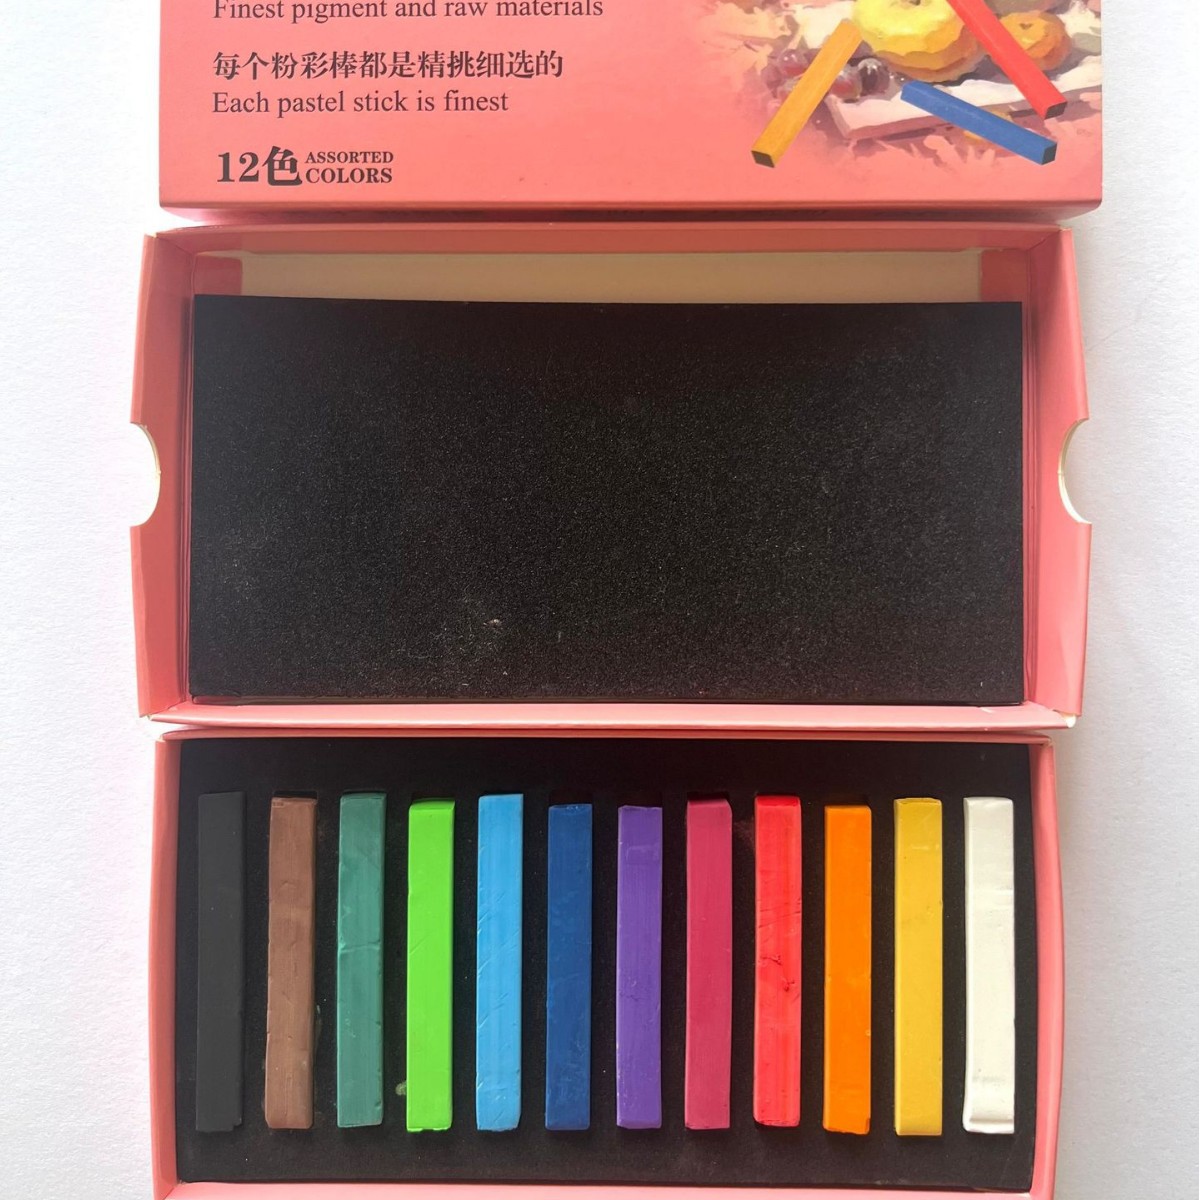 Finest pigment and raw materials
每个粉彩棒都是精挑细选的
Each pastel stick is finest
12色 ASSORTED COLORS